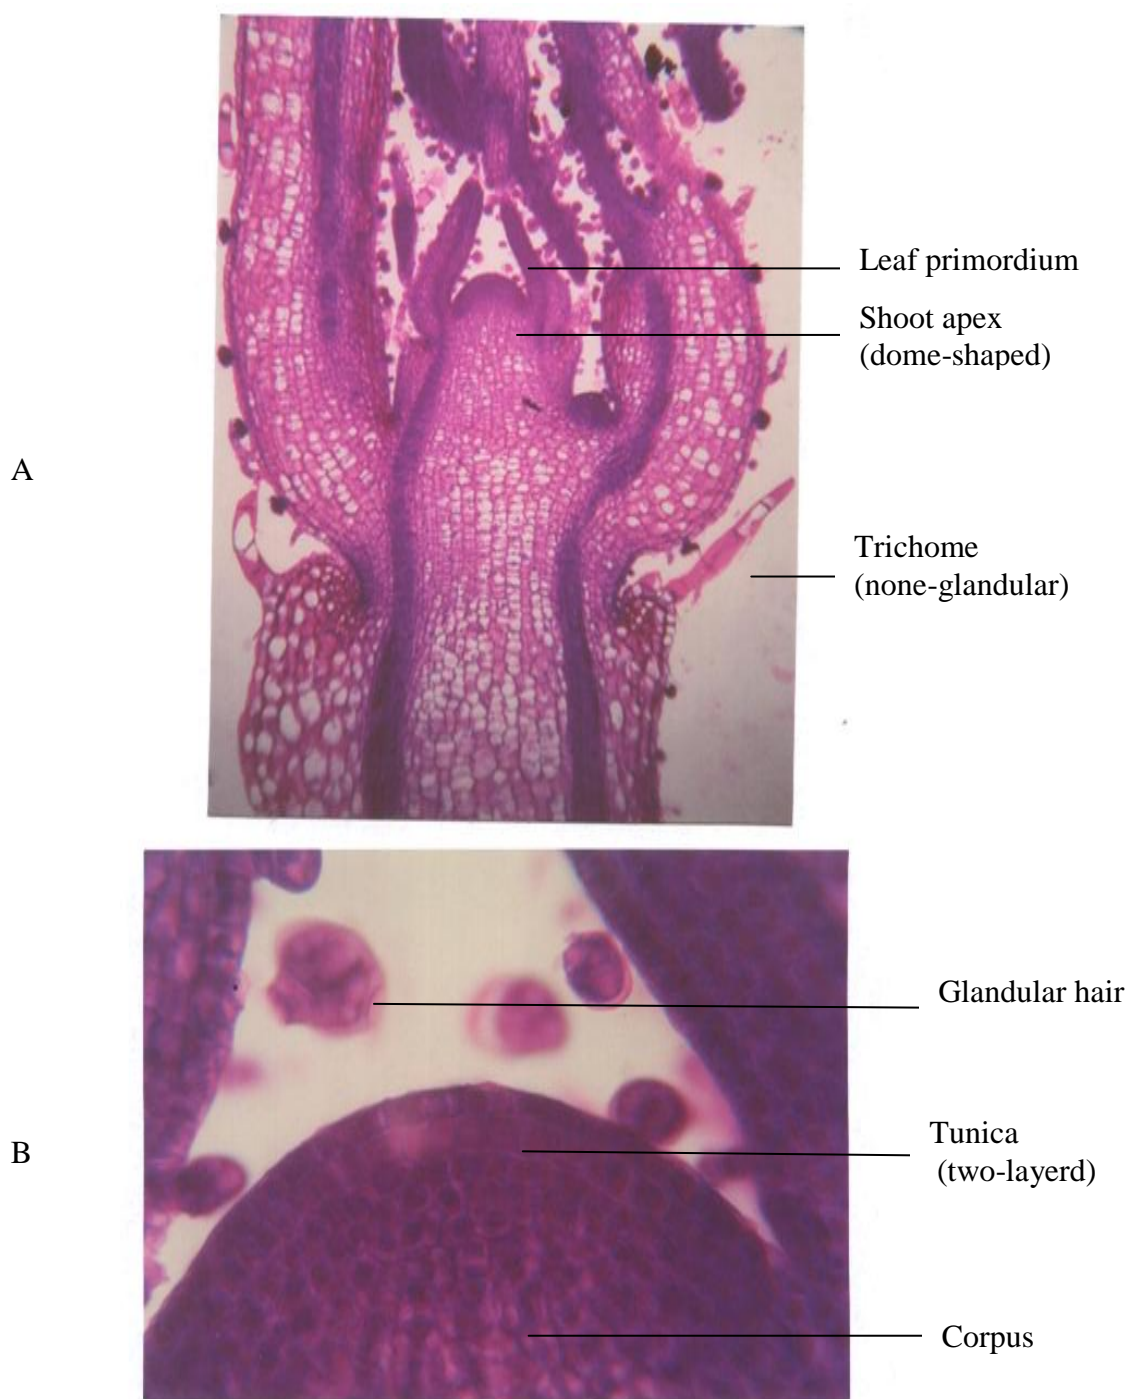 A
Leaf primordium
Shoot apex
(dome-shaped)
Trichome
(none-glandular)
B
Glandular hair
Tunica
(two-layerd)
Corpus